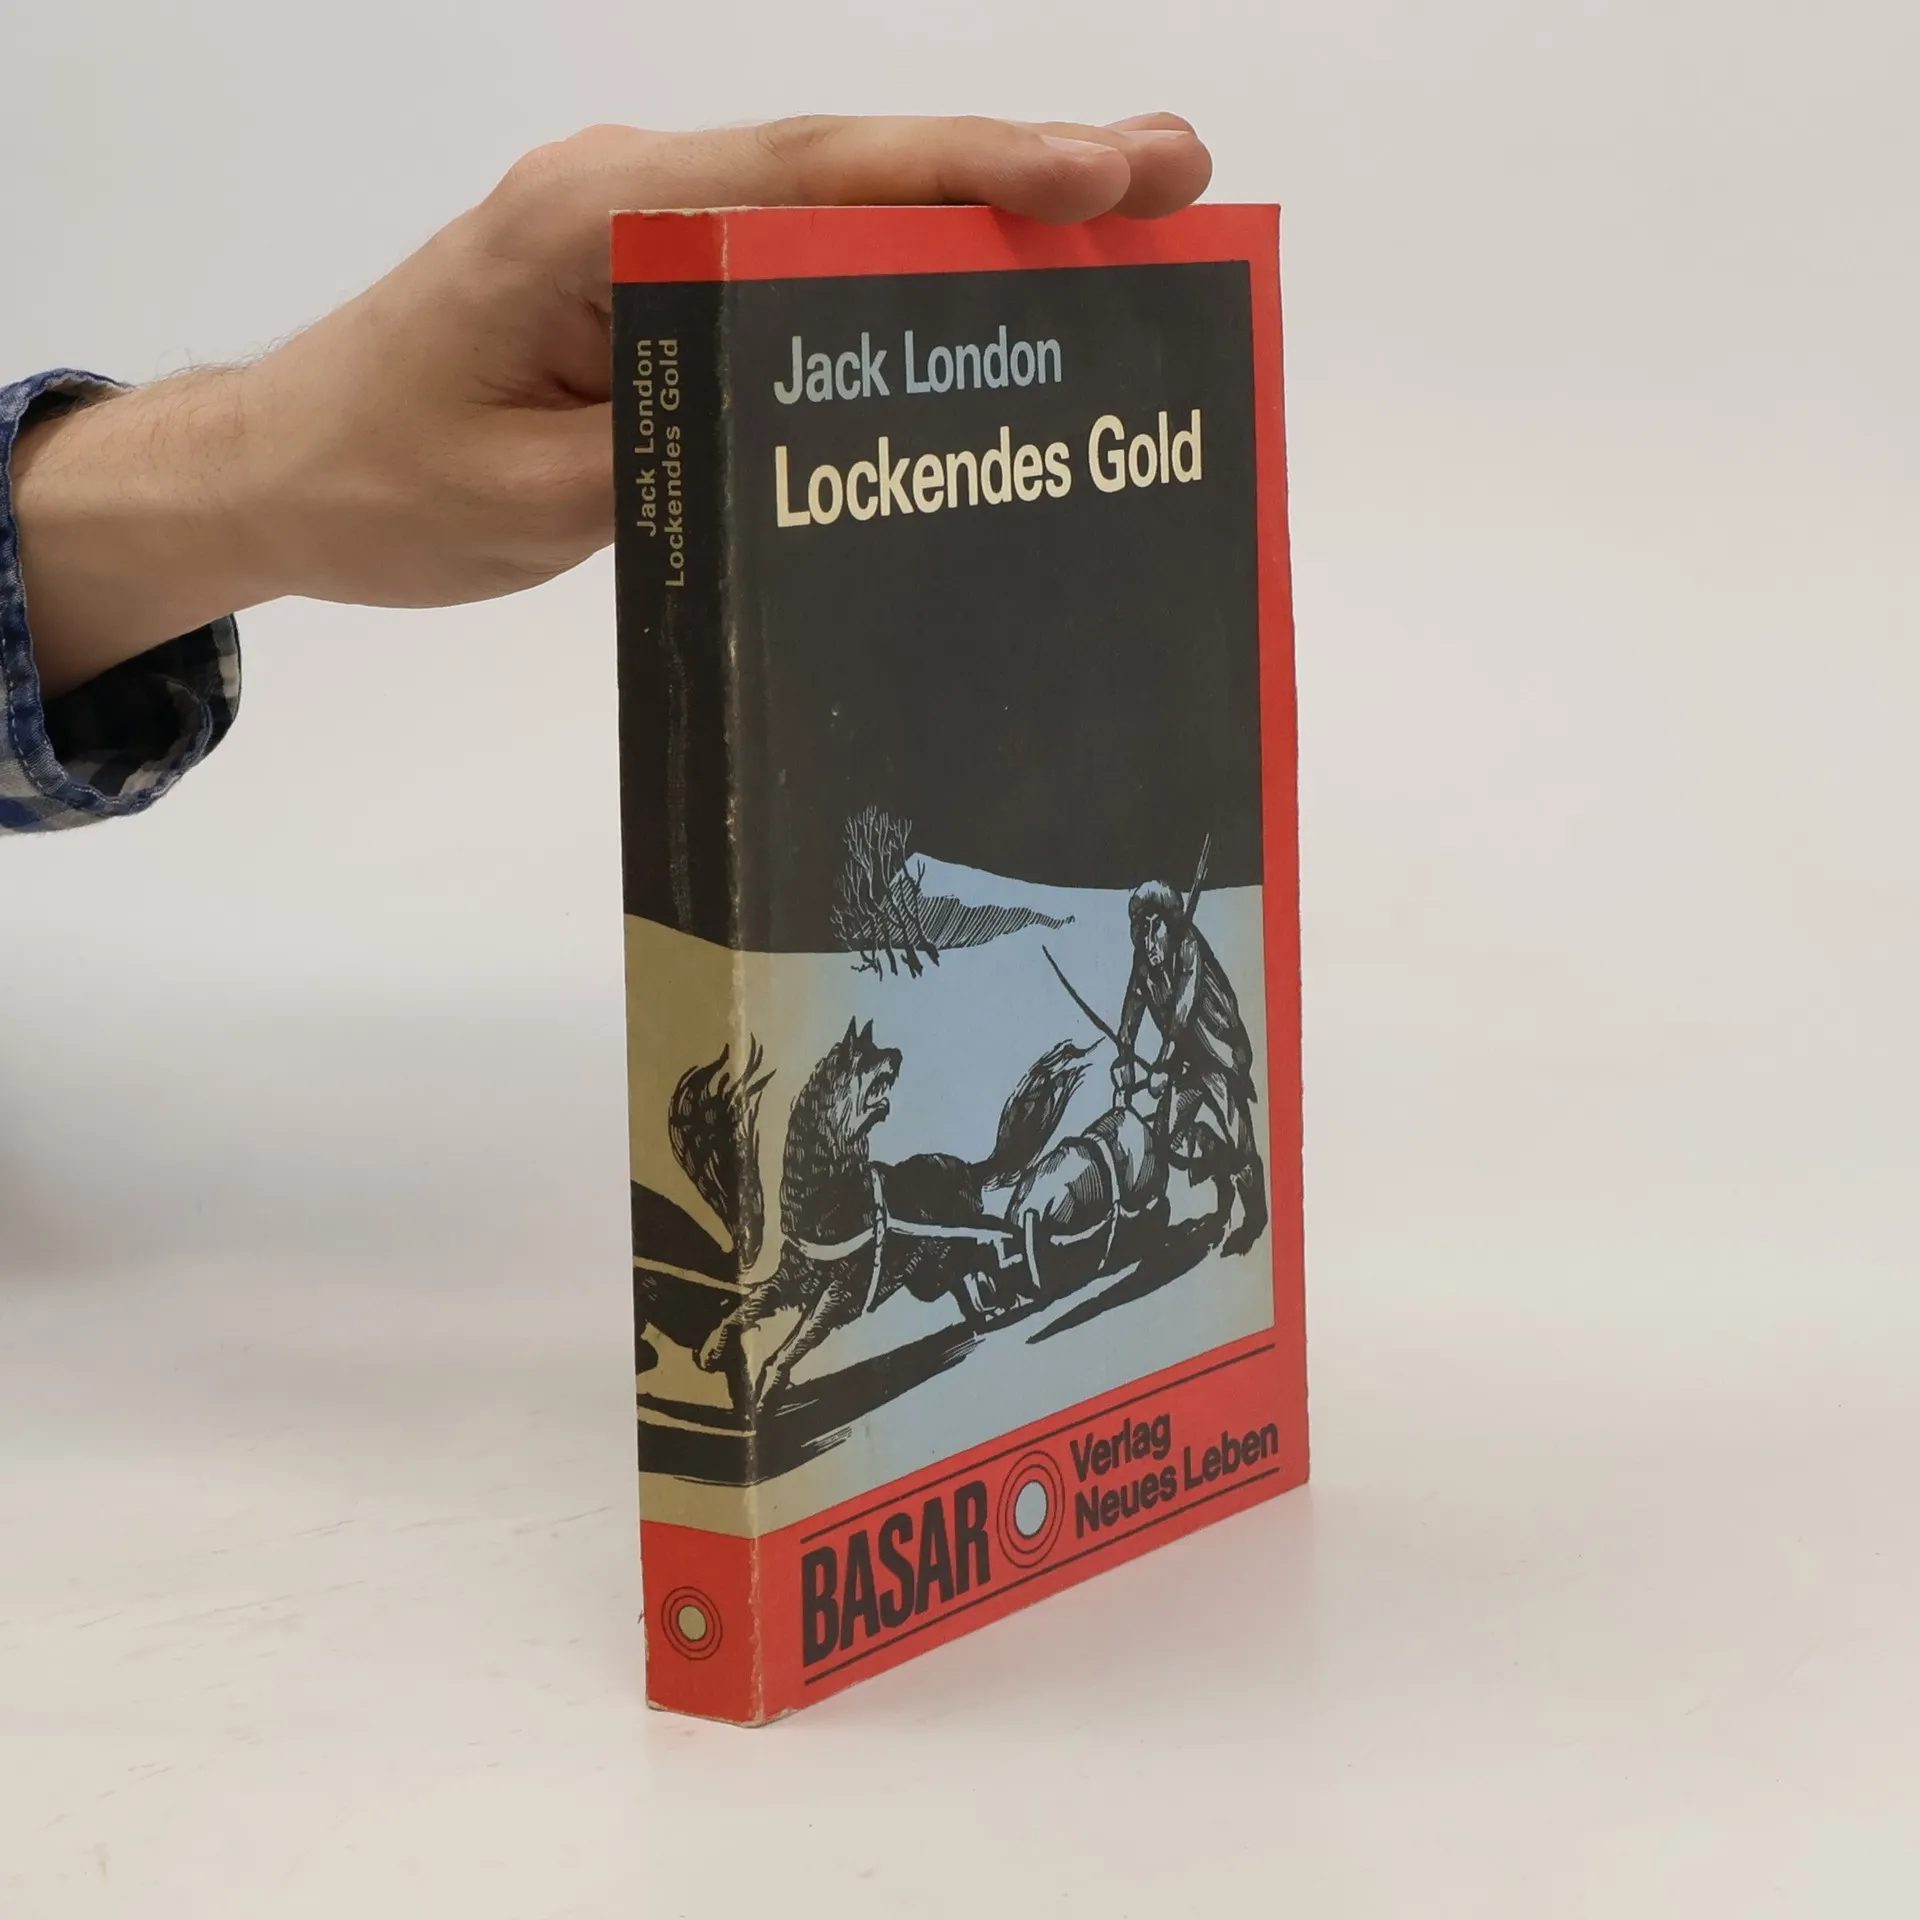 Jack London
Lockendes Gold
Jack London
Lockendes Gold
BASAR
Verlag
Neues Leben